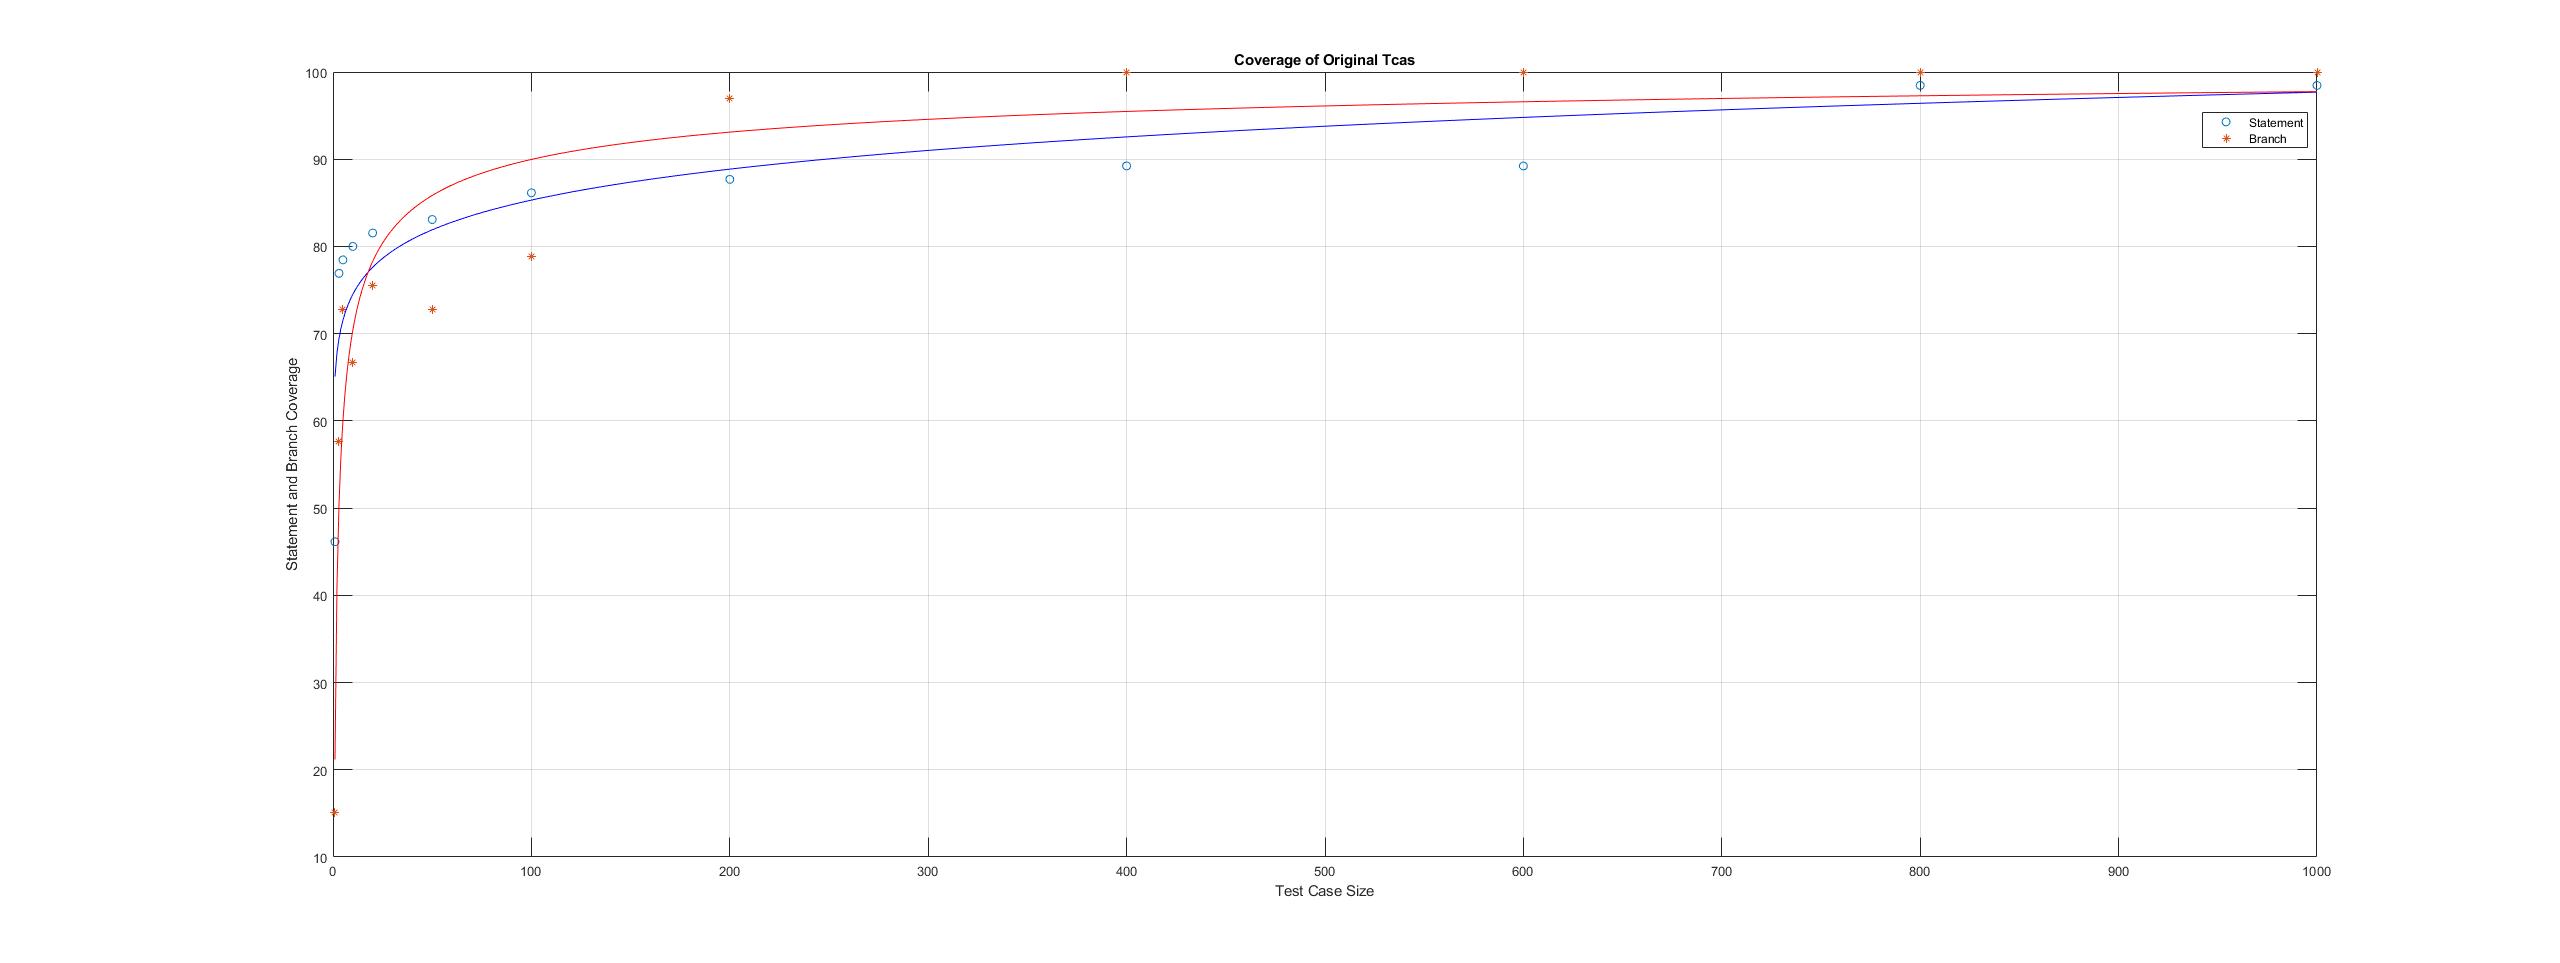 Coverage of Original Tcas
100
90
80
70
60
50
40
30
20
10
Statement and Branch Coverage
Statement
Branch
0 100 200 300 400 500 600 700 800 900 1000
Test Case Size